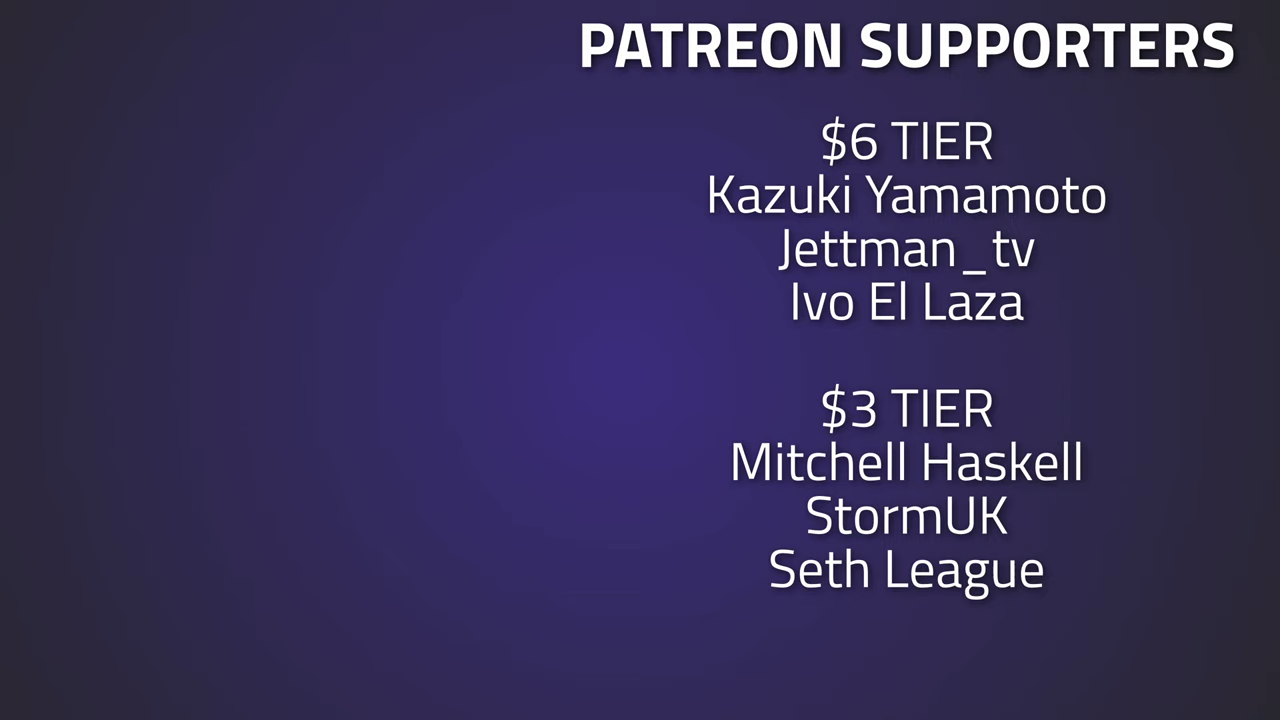 PATREON SUPPORTERS
$6 TIER
Kazuki Yamamoto
Jettman_tv
Ivo El Laza
$3 TIER
Mitchell Haskell
StormUK
Seth League